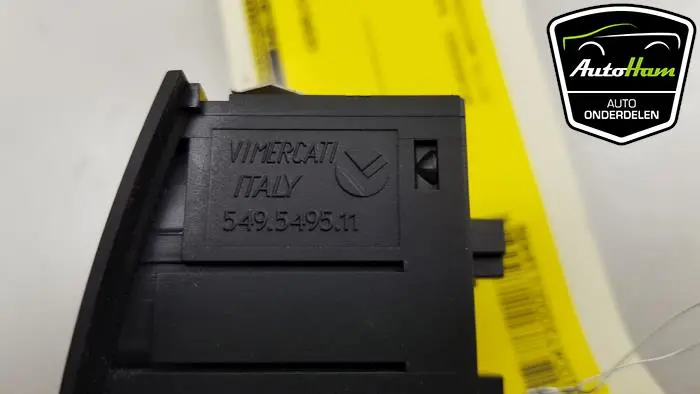 VIMERCATI
ITALY
549.5495.11
AutoHam
AUTO
ONDERDELEN